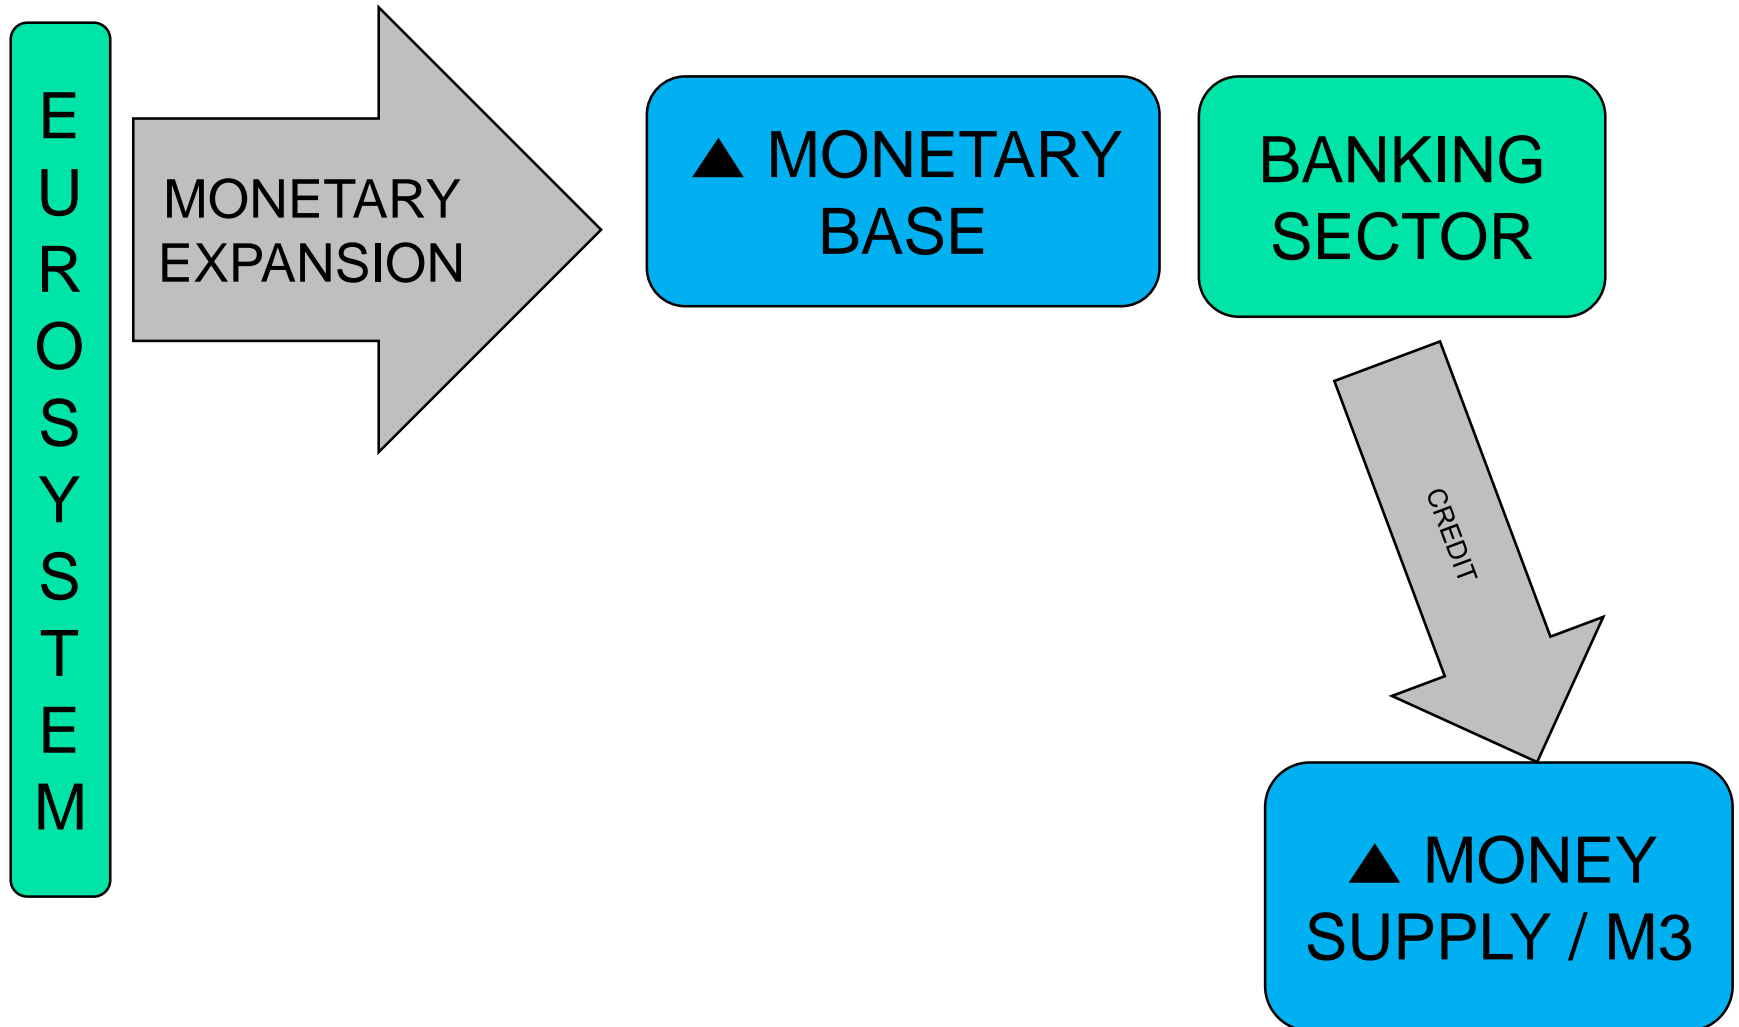 EUROSYSTEM
MONETARY
EXPANSION
▲ MONETARY
BASE
BANKING
SECTOR
CREDIT
▲ MONEY
SUPPLY / M3